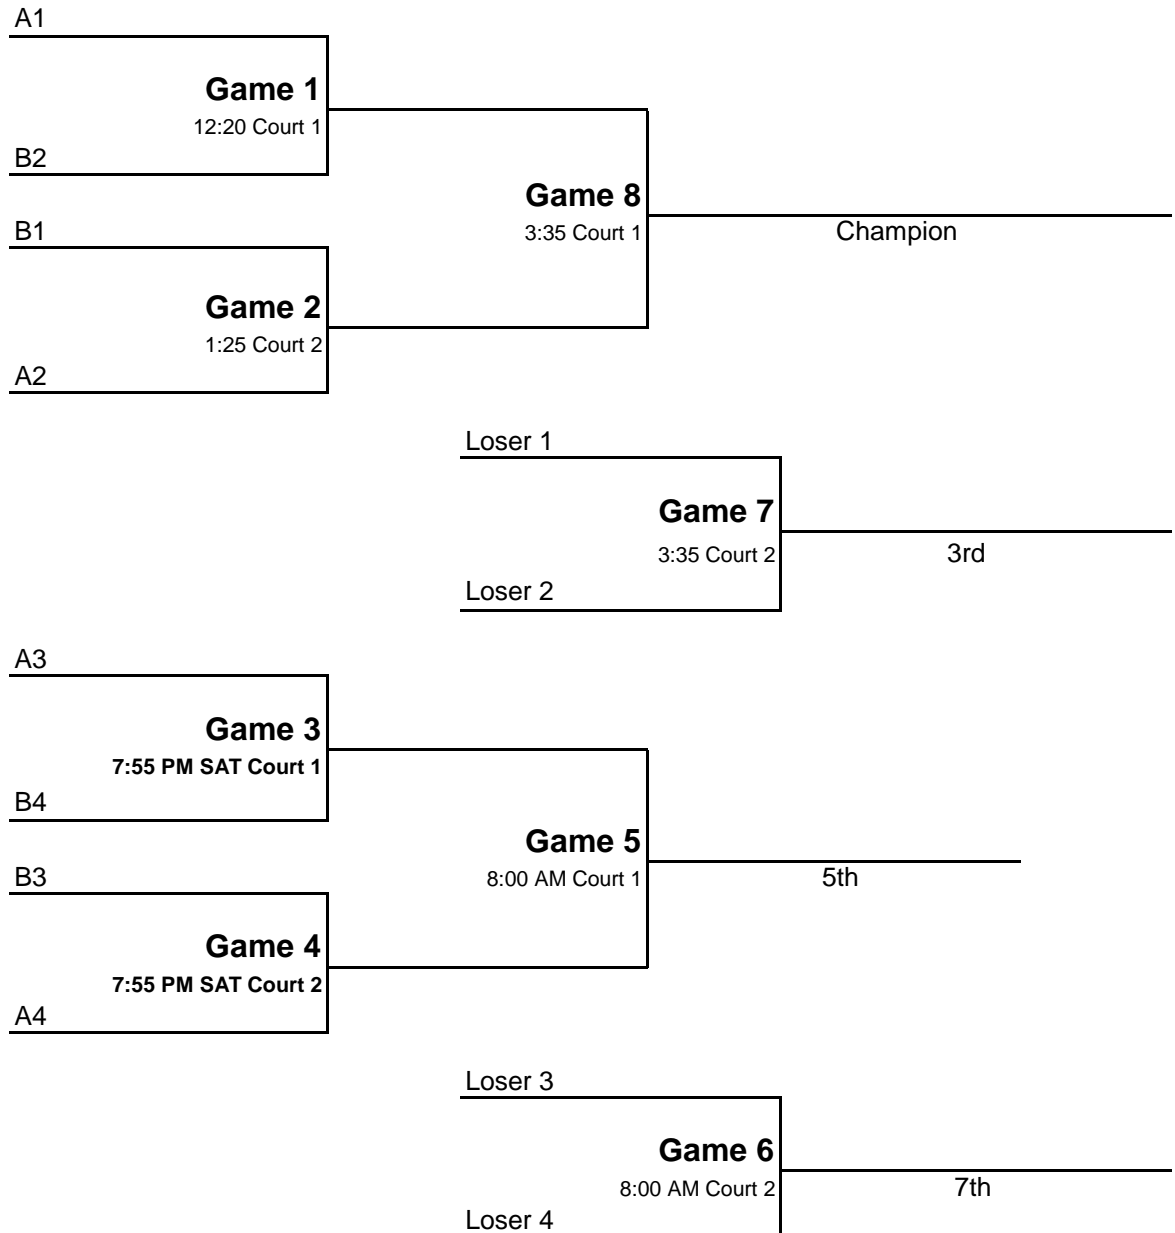 A1
Game 1
12:20 Court 1
B2
Game 8
3:35 Court 1
Champion
B1
Game 2
1:25 Court 2
A2
Loser 1
Game 7
3:35 Court 2
3rd
Loser 2
A3
Game 3
7:55 PM SAT Court 1
B4
Game 5
8:00 AM Court 1
5th
B3
Game 4
7:55 PM SAT Court 2
A4
Loser 3
Game 6
8:00 AM Court 2
7th
Loser 4